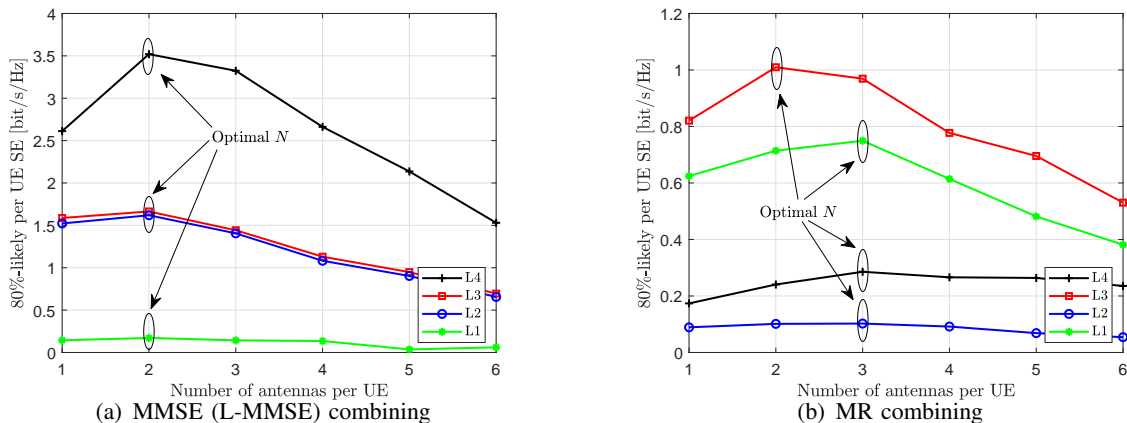 80%-likely per UE SE [bit/s/Hz]
4
3.5
3
2.5
2
1.5
1
0.5
0
Optimal N
L4
L3
L2
L1
1 2 3 4 5 6
Number of antennas per UE
(a) MMSE (L-MMSE) combining
80%-likely per UE SE [bit/s/Hz]
1.2
1
0.8
0.6
0.4
0.2
0
Optimal N
L4
L3
L2
L1
1 2 3 4 5 6
Number of antennas per UE
(b) MR combining